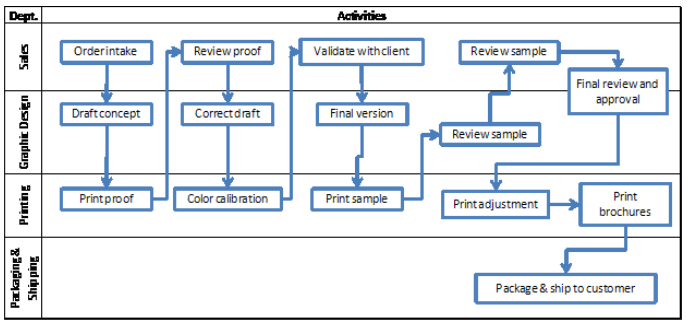 Dept.
Activities
Sales
Order intake
Review proof
Validate with client
Review sample
Final review and
approval
Graphic Design
Draft concept
Correct draft
Final version
Review sample
Printing
Print proof
Color calibration
Print sample
Print adjustment
Print
brochures
Packaging &
Shipping
Package & ship to customer